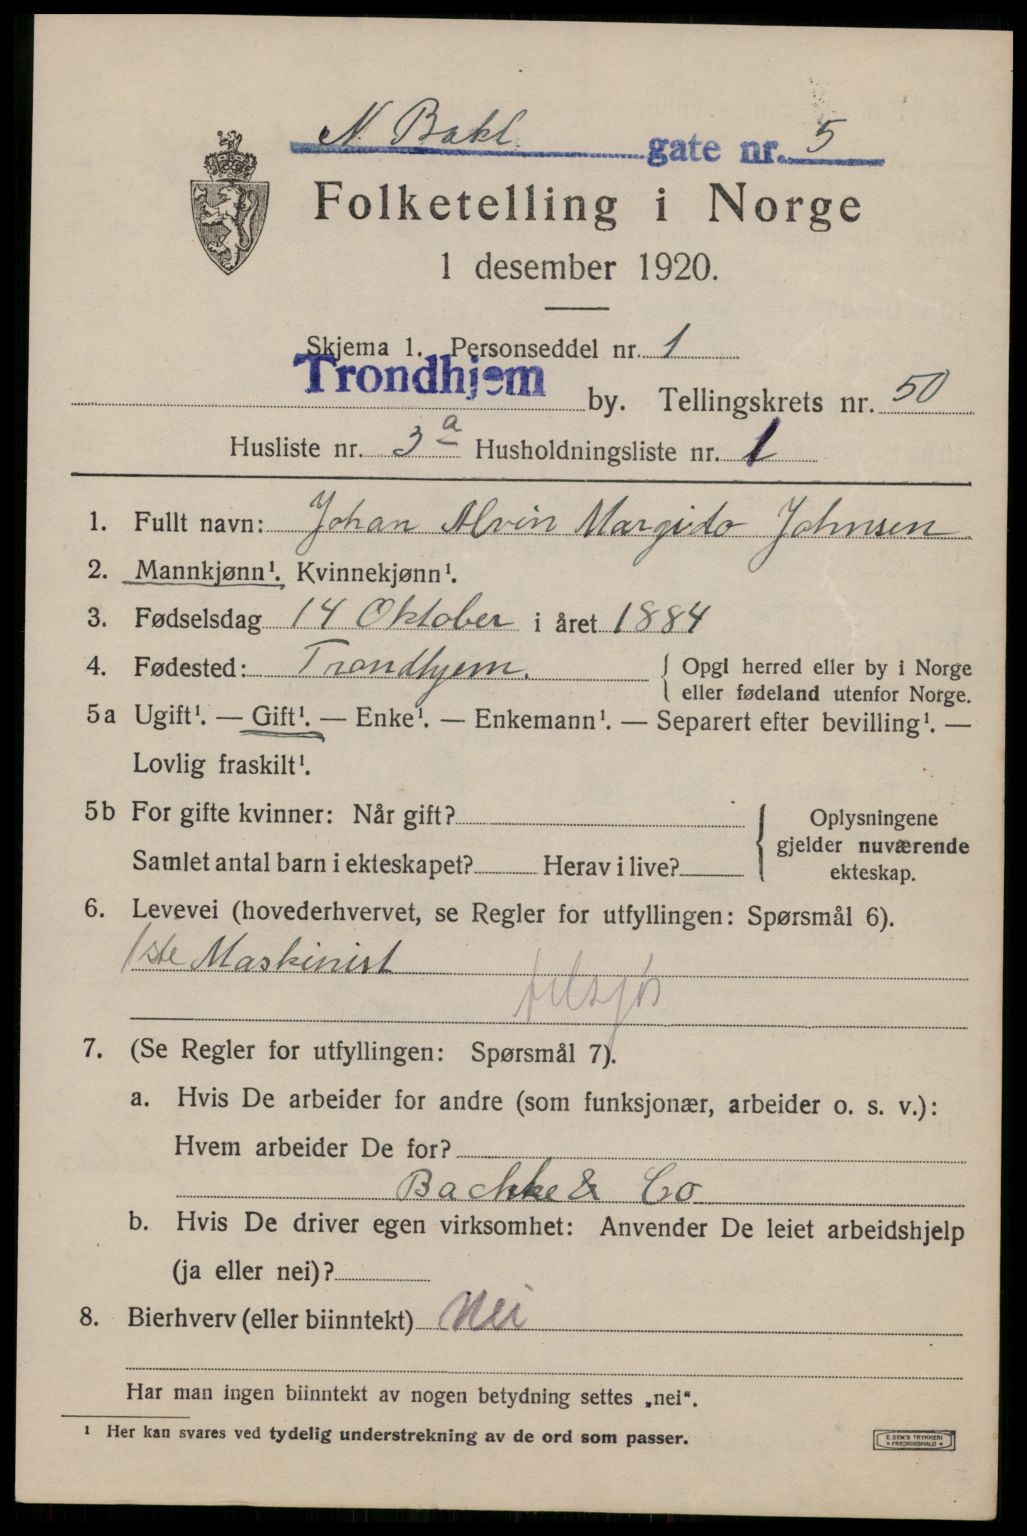 N. Bakl. gate nr. 5
Folketelling i Norge
1 desember 1920.
Skjema 1. Personseddel nr. 1
Trondhjem by. Tellingskrets nr. 50
Husliste nr. 3a Husholdningsliste nr. 1
1. Fullt navn: Johan Alvin Margido Johnsen
2. Mannkjønn¹. Kvinnekjønn¹.
3. Fødselsdag 14 Oktober i året 1884
4. Fødested: Trondhjem. { Opgi herred eller by i Norge
eller fødeland utenfor Norge.
5a Ugift¹. — Gift¹. — Enke¹. — Enkemann¹. — Separert efter bevilling¹. —
Lovlig fraskilt¹.
5b For gifte kvinner: Når gift?
Samlet antal barn i ekteskapet? Herav i live?
Oplysningene
gjelder nuværende
ekteskap.
6. Levevei (hovederhvervet, se Regler for utfyllingen: Spørsmål 6).
1ste Maskinist
7. (Se Regler for utfyllingen: Spørsmål 7).
a. Hvis De arbeider for andre (som funksjonær, arbeider o. s. v.):
Hvem arbeider De for?
Bachke & Co
b. Hvis De driver egen virksomhet: Anvender De leiet arbeidshjelp
(ja eller nei)?
8. Bierhverv (eller biinntekt) Nei
Har man ingen biinntekt av nogen betydning settes „nei“.
¹ Her kan svares ved tydelig understrekning av de ord som passer.
E. SEM'S TRYKKERI
FREDRIKSHALD